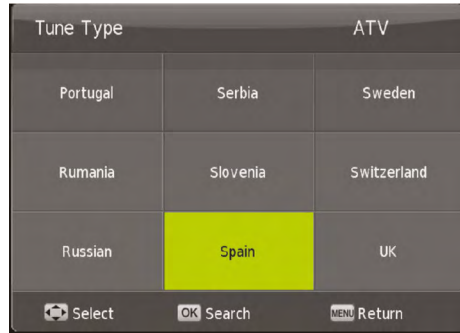 Tune Type ATV
Portugal Serbia Sweden
Rumania Slovenia Switzerland
Russian Spain UK
Select OK Search MENU Return